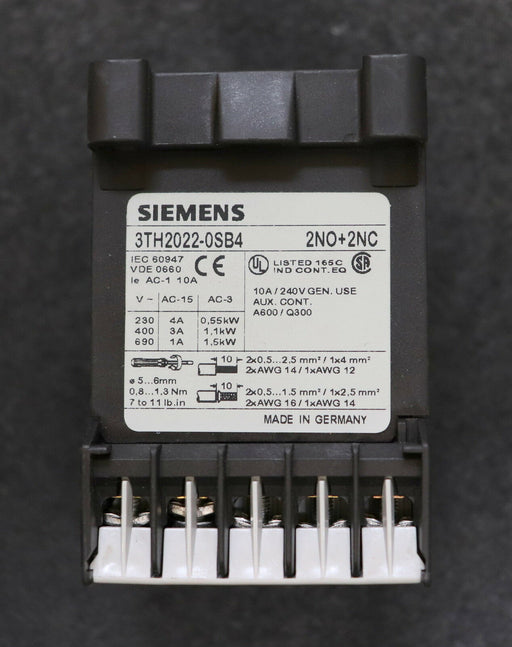 SIEMENS
3TH2022-0SB4 2NO+2NC
IEC 60947
VDE 0660
Ie AC-1 10A
CE
UL LISTED 165C
IND CONT. EQ SA
10A / 240V GEN. USE
AUX. CONT.
A600 / Q300
V ~ AC-15 AC-3
230 4A 0,55kW
400 3A 1,1kW
690 1A 1,5kW
ø 5...6mm
0,8...1,3 Nm
7 to 11 lb.in
10 2x0,5...2,5 mm² / 1x4 mm²
2xAWG 14 / 1xAWG 12
10 2x0,5...1,5 mm² / 1x2,5 mm²
2xAWG 16 / 1xAWG 14
MADE IN GERMANY